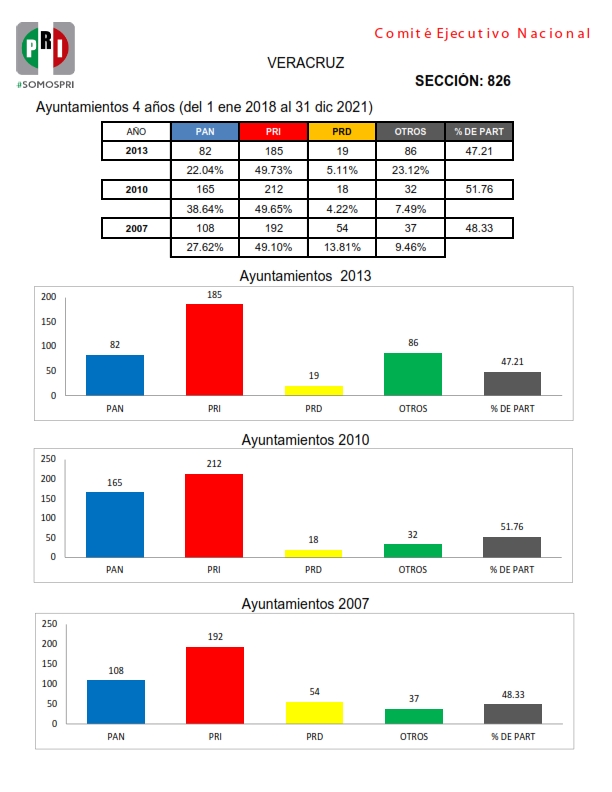 Comité Ejecutivo Nacional
PRI
#SOMOSPRI
VERACRUZ
SECCIÓN: 826
Ayuntamientos 4 años (del 1 ene 2018 al 31 dic 2021)
AÑO PAN PRI PRD OTROS % DE PART
2013 82 185 19 86 47.21
22.04% 49.73% 5.11% 23.12%
2010 165 212 18 32 51.76
38.64% 49.65% 4.22% 7.49%
2007 108 192 54 37 48.33
27.62% 49.10% 13.81% 9.46%
Ayuntamientos 2013
200
150
100
50
0
82 185 19 86 47.21
PAN PRI PRD OTROS % DE PART
Ayuntamientos 2010
250
200
150
100
50
0
165 212 18 32 51.76
PAN PRI PRD OTROS % DE PART
Ayuntamientos 2007
250
200
150
100
50
0
108 192 54 37 48.33
PAN PRI PRD OTROS % DE PART